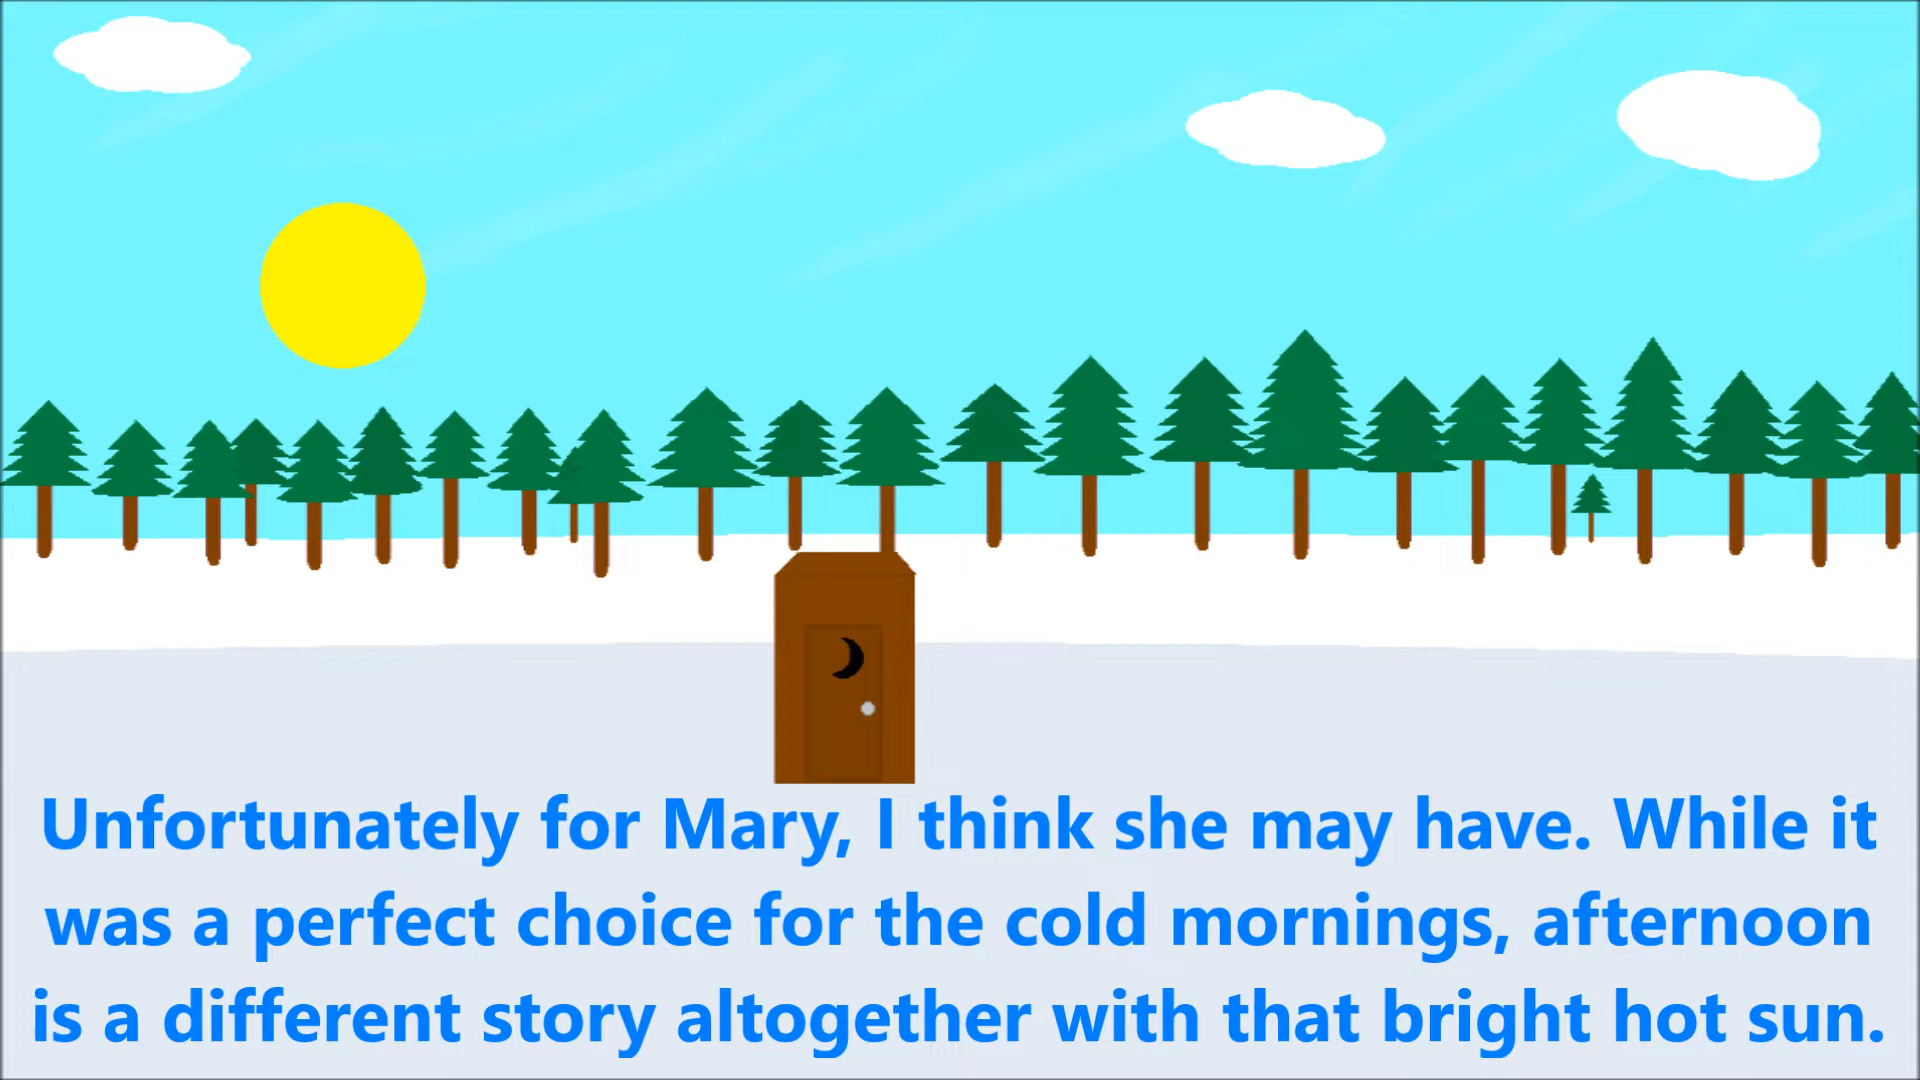 Unfortunately for Mary, I think she may have. While it
was a perfect choice for the cold mornings, afternoon
is a different story altogether with that bright hot sun.